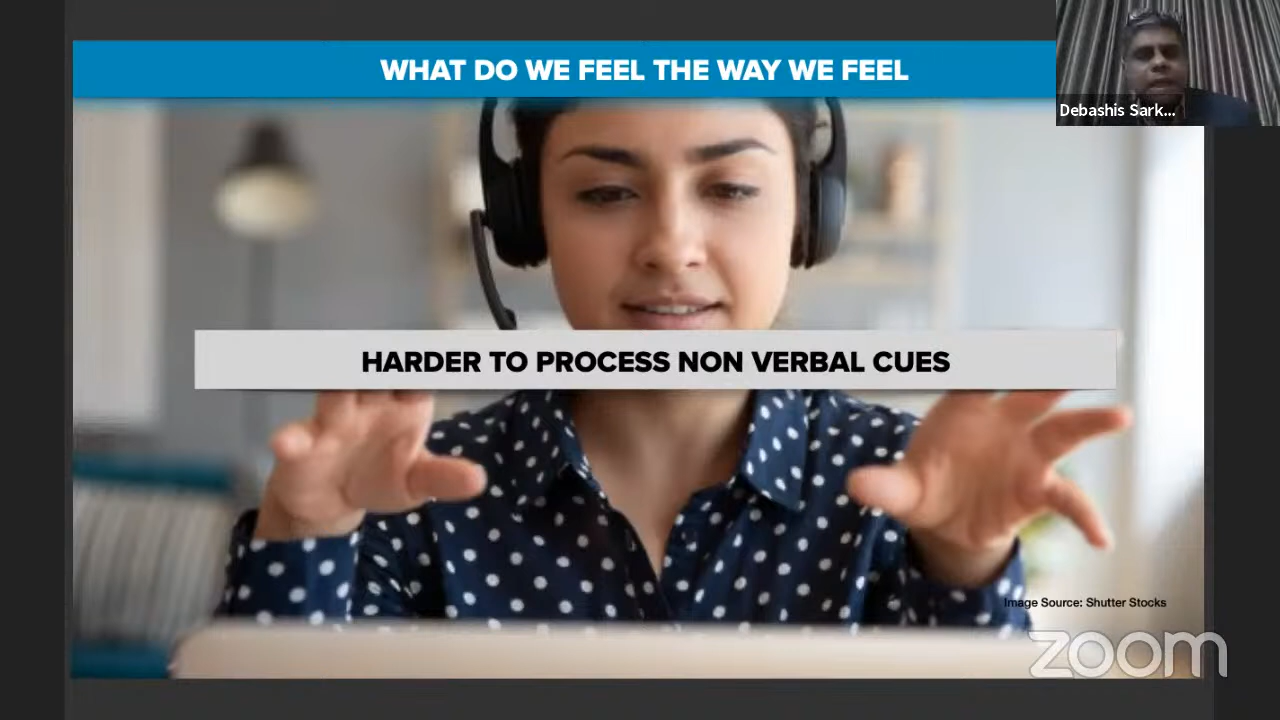 WHAT DO WE FEEL THE WAY WE FEEL
Debashis Sark...
HARDER TO PROCESS NON VERBAL CUES
Image Source: Shutter Stocks
zoom